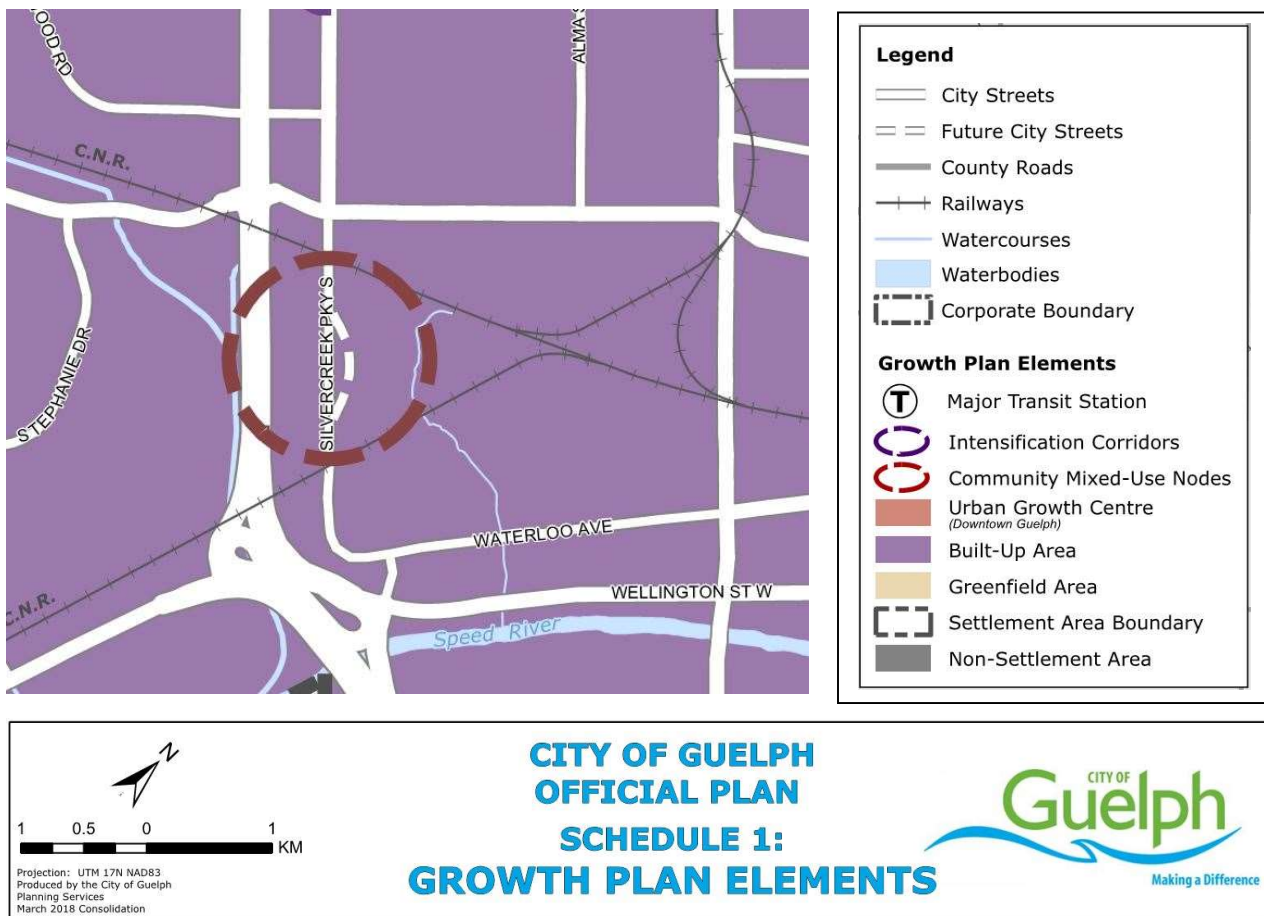 OOD RD
ALMA S
C.N.R.
STEPHANIE DR
SILVERCREEK PKY S
WATERLOO AVE
WELLINGTON ST W
C.N.R.
Speed River
Legend
City Streets
Future City Streets
County Roads
Railways
Watercourses
Waterbodies
Corporate Boundary
Growth Plan Elements
T
Major Transit Station
Intensification Corridors
Community Mixed-Use Nodes
Urban Growth Centre
(Downtown Guelph)
Built-Up Area
Greenfield Area
Settlement Area Boundary
Non-Settlement Area
N
1 0.5 0 1
KM
Projection: UTM 17N NAD83
Produced by the City of Guelph
Planning Services
March 2018 Consolidation
CITY OF GUELPH
OFFICIAL PLAN
SCHEDULE 1:
GROWTH PLAN ELEMENTS
CITY OF
Guelph
Making a Difference